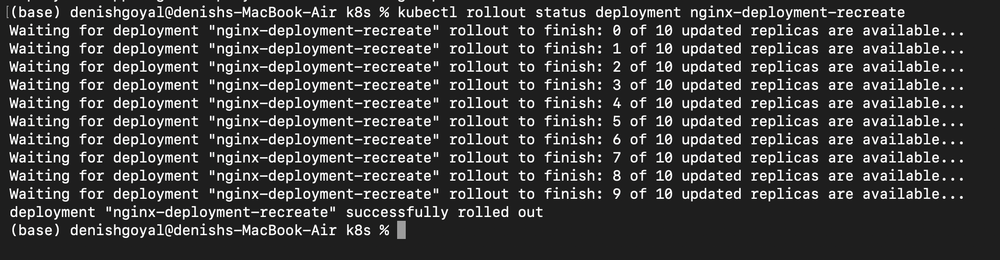 (base) denishgoyal@denishs-MacBook-Air k8s % kubectl rollout status deployment nginx-deployment-recreate
Waiting for deployment "nginx-deployment-recreate" rollout to finish: 0 of 10 updated replicas are available...
Waiting for deployment "nginx-deployment-recreate" rollout to finish: 1 of 10 updated replicas are available...
Waiting for deployment "nginx-deployment-recreate" rollout to finish: 2 of 10 updated replicas are available...
Waiting for deployment "nginx-deployment-recreate" rollout to finish: 3 of 10 updated replicas are available...
Waiting for deployment "nginx-deployment-recreate" rollout to finish: 4 of 10 updated replicas are available...
Waiting for deployment "nginx-deployment-recreate" rollout to finish: 5 of 10 updated replicas are available...
Waiting for deployment "nginx-deployment-recreate" rollout to finish: 6 of 10 updated replicas are available...
Waiting for deployment "nginx-deployment-recreate" rollout to finish: 7 of 10 updated replicas are available...
Waiting for deployment "nginx-deployment-recreate" rollout to finish: 8 of 10 updated replicas are available...
Waiting for deployment "nginx-deployment-recreate" rollout to finish: 9 of 10 updated replicas are available...
deployment "nginx-deployment-recreate" successfully rolled out
(base) denishgoyal@denishs-MacBook-Air k8s %